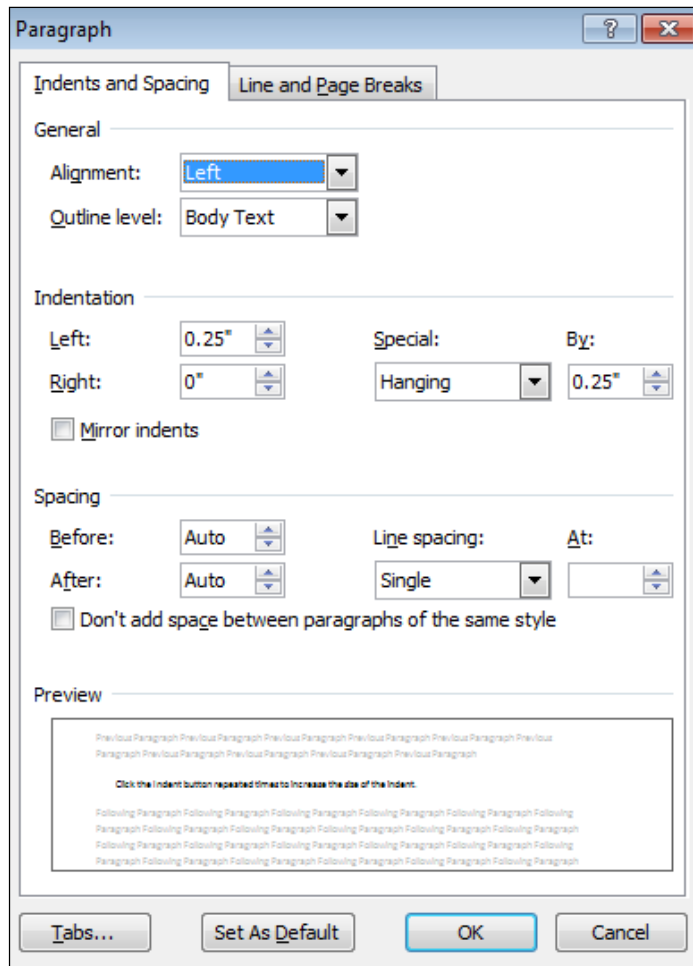 Paragraph
Indents and Spacing Line and Page Breaks
General
Alignment: Left
Outline level: Body Text
Indentation
Left: 0.25" Special: By:
Right: 0" Hanging 0.25"
Mirror indents
Spacing
Before: Auto Line spacing: At:
After: Auto Single
Don't add space between paragraphs of the same style
Preview
Previous Paragraph Previous Paragraph Previous Paragraph Previous Paragraph Previous Paragraph Previous
Paragraph Previous Paragraph Previous Paragraph Previous Paragraph Previous Paragraph
Click the Indent button repeated times to increase the size of the indent.
Following Paragraph Following Paragraph Following Paragraph Following Paragraph Following Paragraph Following
Paragraph Following Paragraph Following Paragraph Following Paragraph Following Paragraph Following Paragraph
Following Paragraph Following Paragraph Following Paragraph Following Paragraph Following Paragraph Following
Paragraph Following Paragraph Following Paragraph Following Paragraph Following Paragraph Following Paragraph
Tabs... Set As Default OK Cancel